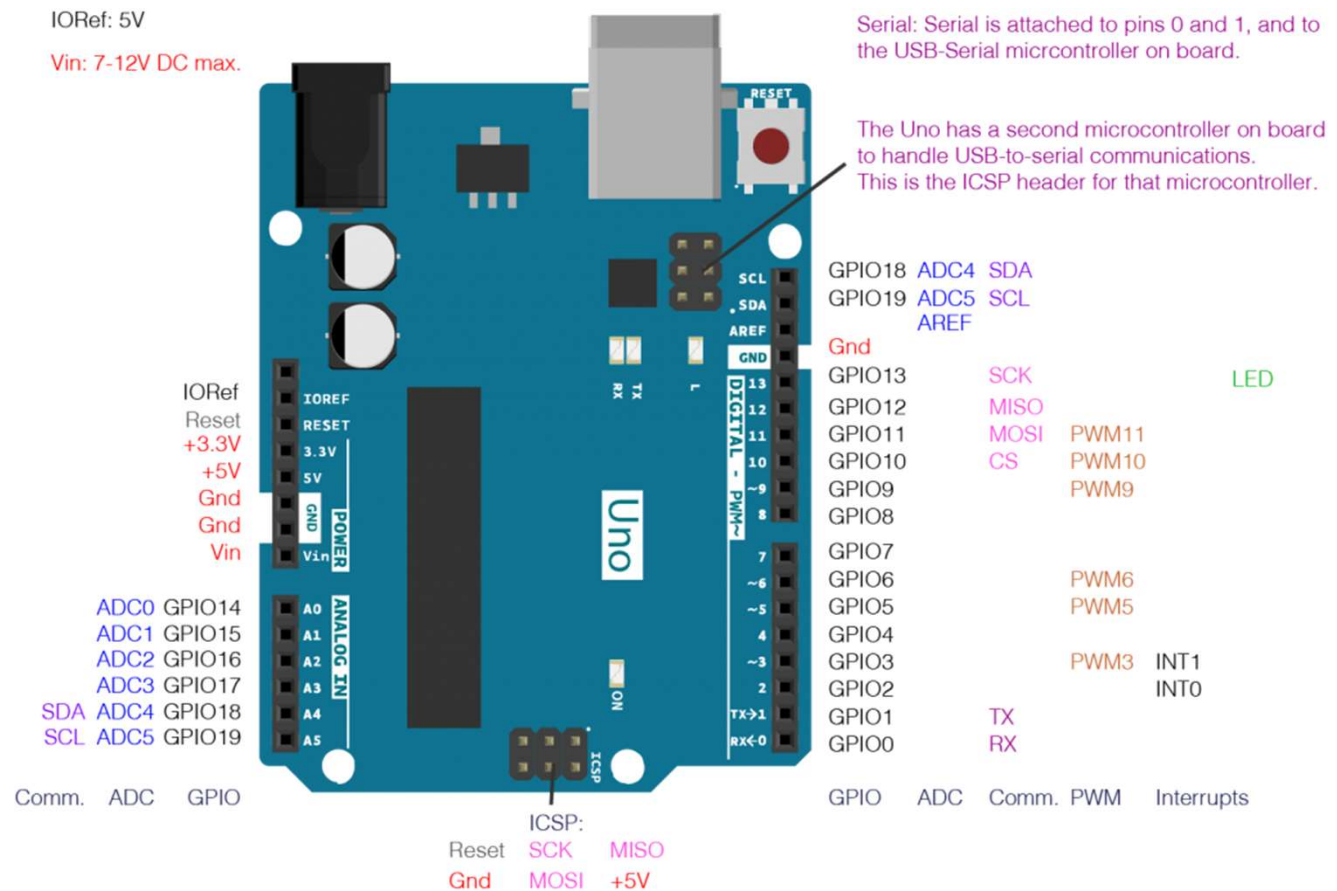 IORef: 5V
Vin: 7-12V DC max.
Serial: Serial is attached to pins 0 and 1, and to
the USB-Serial micrcontroller on board.
The Uno has a second microcontroller on board
to handle USB-to-serial communications.
This is the ICSP header for that microcontroller.
RESET
SCL GPIO18 ADC4 SDA
SDA GPIO19 ADC5 SCL
AREF AREF
GND Gnd
13 GPIO13 SCK LED
12 GPIO12 MISO
11 GPIO11 MOSI PWM11
10 GPIO10 CS PWM10
~9 GPIO9 PWM9
8 GPIO8
7 GPIO7
~6 GPIO6 PWM6
~5 GPIO5 PWM5
4 GPIO4
~3 GPIO3 PWM3 INT1
2 GPIO2 INT0
TX→1 GPIO1 TX
RX←0 GPIO0 RX
GPIO ADC Comm. PWM Interrupts
DIGITAL - PWM~
RX
TX
L
Uno
ON
IORef IOREF
Reset RESET
+3.3V 3.3V
+5V 5V
Gnd
Gnd
GND
Vin Vin
POWER
ADC0 GPIO14 A0
ADC1 GPIO15 A1
ADC2 GPIO16 A2
ADC3 GPIO17 A3
SDA ADC4 GPIO18 A4
SCL ADC5 GPIO19 A5
ANALOG IN
Comm. ADC GPIO
ICSP
ICSP:
Reset SCK MISO
Gnd MOSI +5V